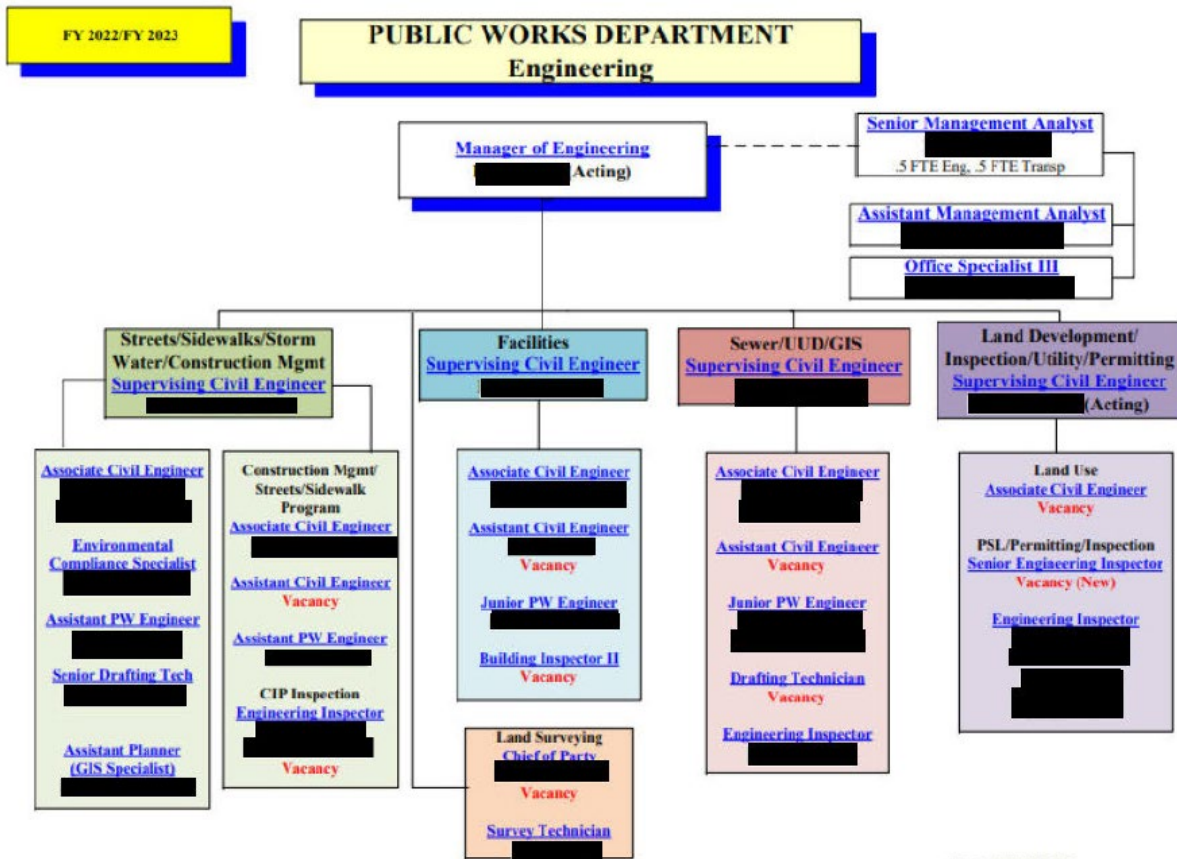 FY 2022/FY 2023
PUBLIC WORKS DEPARTMENT
Engineering
Manager of Engineering
(Acting)
Senior Management Analyst
.5 FTE Eng, .5 FTE Transp
Assistant Management Analyst
Office Specialist III
Streets/Sidewalks/Storm
Water/Construction Mgmt
Supervising Civil Engineer
Associate Civil Engineer
Environmental
Compliance Specialist
Assistant PW Engineer
Senior Drafting Tech
Assistant Planner
(GIS Specialist)
Construction Mgmt/
Streets/Sidewalk
Program
Associate Civil Engineer
Assistant Civil Engineer
Vacancy
Assistant PW Engineer
CIP Inspection
Engineering Inspector
Vacancy
Facilities
Supervising Civil Engineer
Associate Civil Engineer
Assistant Civil Engineer
Vacancy
Junior PW Engineer
Building Inspector II
Vacancy
Land Surveying
Chief of Party
Vacancy
Survey Technician
Sewer/UUD/GIS
Supervising Civil Engineer
Associate Civil Engineer
Assistant Civil Engineer
Vacancy
Junior PW Engineer
Drafting Technician
Vacancy
Engineering Inspector
Land Development/
Inspection/Utility/Permitting
Supervising Civil Engineer
(Acting)
Land Use
Associate Civil Engineer
Vacancy
PSL/Permitting/Inspection
Senior Engineering Inspector
Vacancy (New)
Engineering Inspector